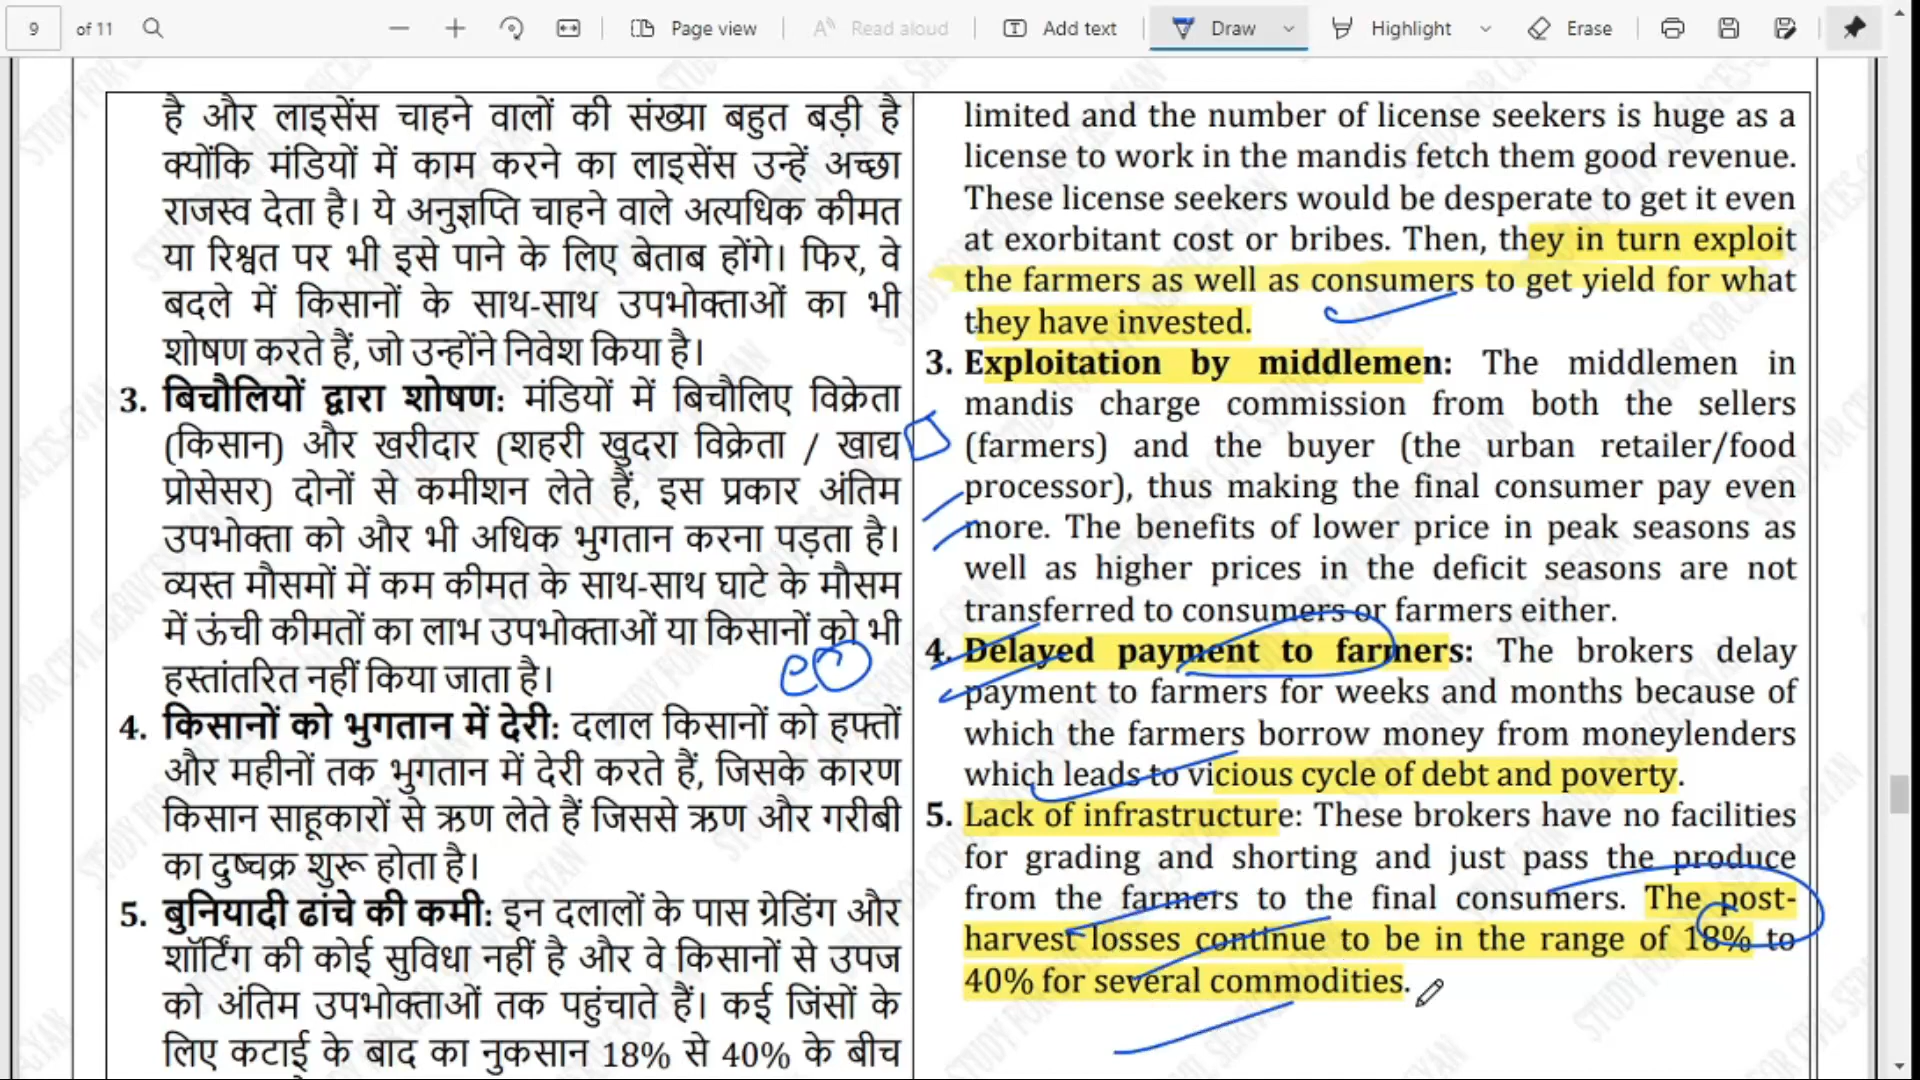 9 of 11 Page view Read aloud Add text Draw Highlight Erase
है और लाइसेंस चाहने वालों की संख्या बहुत बड़ी है
क्योंकि मंडियों में काम करने का लाइसेंस उन्हें अच्छा
राजस्व देता है। ये अनुज्ञप्ति चाहने वाले अत्यधिक कीमत
या रिश्वत पर भी इसे पाने के लिए बेताब होंगे। फिर, वे
बदले में किसानों के साथ-साथ उपभोक्ताओं का भी
शोषण करते हैं, जो उन्होंने निवेश किया है।
3. बिचौलियों द्वारा शोषण: मंडियों में बिचौलिए विक्रेता
(किसान) और खरीदार (शहरी खुदरा विक्रेता / खाद्य
प्रोसेसर) दोनों से कमीशन लेते हैं, इस प्रकार अंतिम
उपभोक्ता को और भी अधिक भुगतान करना पड़ता है।
व्यस्त मौसमों में कम कीमत के साथ-साथ घाटे के मौसम
में ऊंची कीमतों का लाभ उपभोक्ताओं या किसानों को भी
हस्तांतरित नहीं किया जाता है।
4. किसानों को भुगतान में देरी: दलाल किसानों को हफ्तों
और महीनों तक भुगतान में देरी करते हैं, जिसके कारण
किसान साहूकारों से ऋण लेते हैं जिससे ऋण और गरीबी
का दुष्चक्र शुरू होता है।
5. बुनियादी ढांचे की कमी: इन दलालों के पास ग्रेडिंग और
शॉर्टिंग की कोई सुविधा नहीं है और वे किसानों से उपज
को अंतिम उपभोक्ताओं तक पहुंचाते हैं। कई जिंसों के
लिए कटाई के बाद का नुकसान 18% से 40% के बीच
limited and the number of license seekers is huge as a
license to work in the mandis fetch them good revenue.
These license seekers would be desperate to get it even
at exorbitant cost or bribes. Then, they in turn exploit
the farmers as well as consumers to get yield for what
they have invested.
3. Exploitation by middlemen: The middlemen in
mandis charge commission from both the sellers
(farmers) and the buyer (the urban retailer/food
processor), thus making the final consumer pay even
more. The benefits of lower price in peak seasons as
well as higher prices in the deficit seasons are not
transferred to consumers or farmers either.
4. Delayed payment to farmers: The brokers delay
payment to farmers for weeks and months because of
which the farmers borrow money from moneylenders
which leads to vicious cycle of debt and poverty.
5. Lack of infrastructure: These brokers have no facilities
for grading and shorting and just pass the produce
from the farmers to the final consumers. The post-
harvest losses continue to be in the range of 18% to
40% for several commodities.